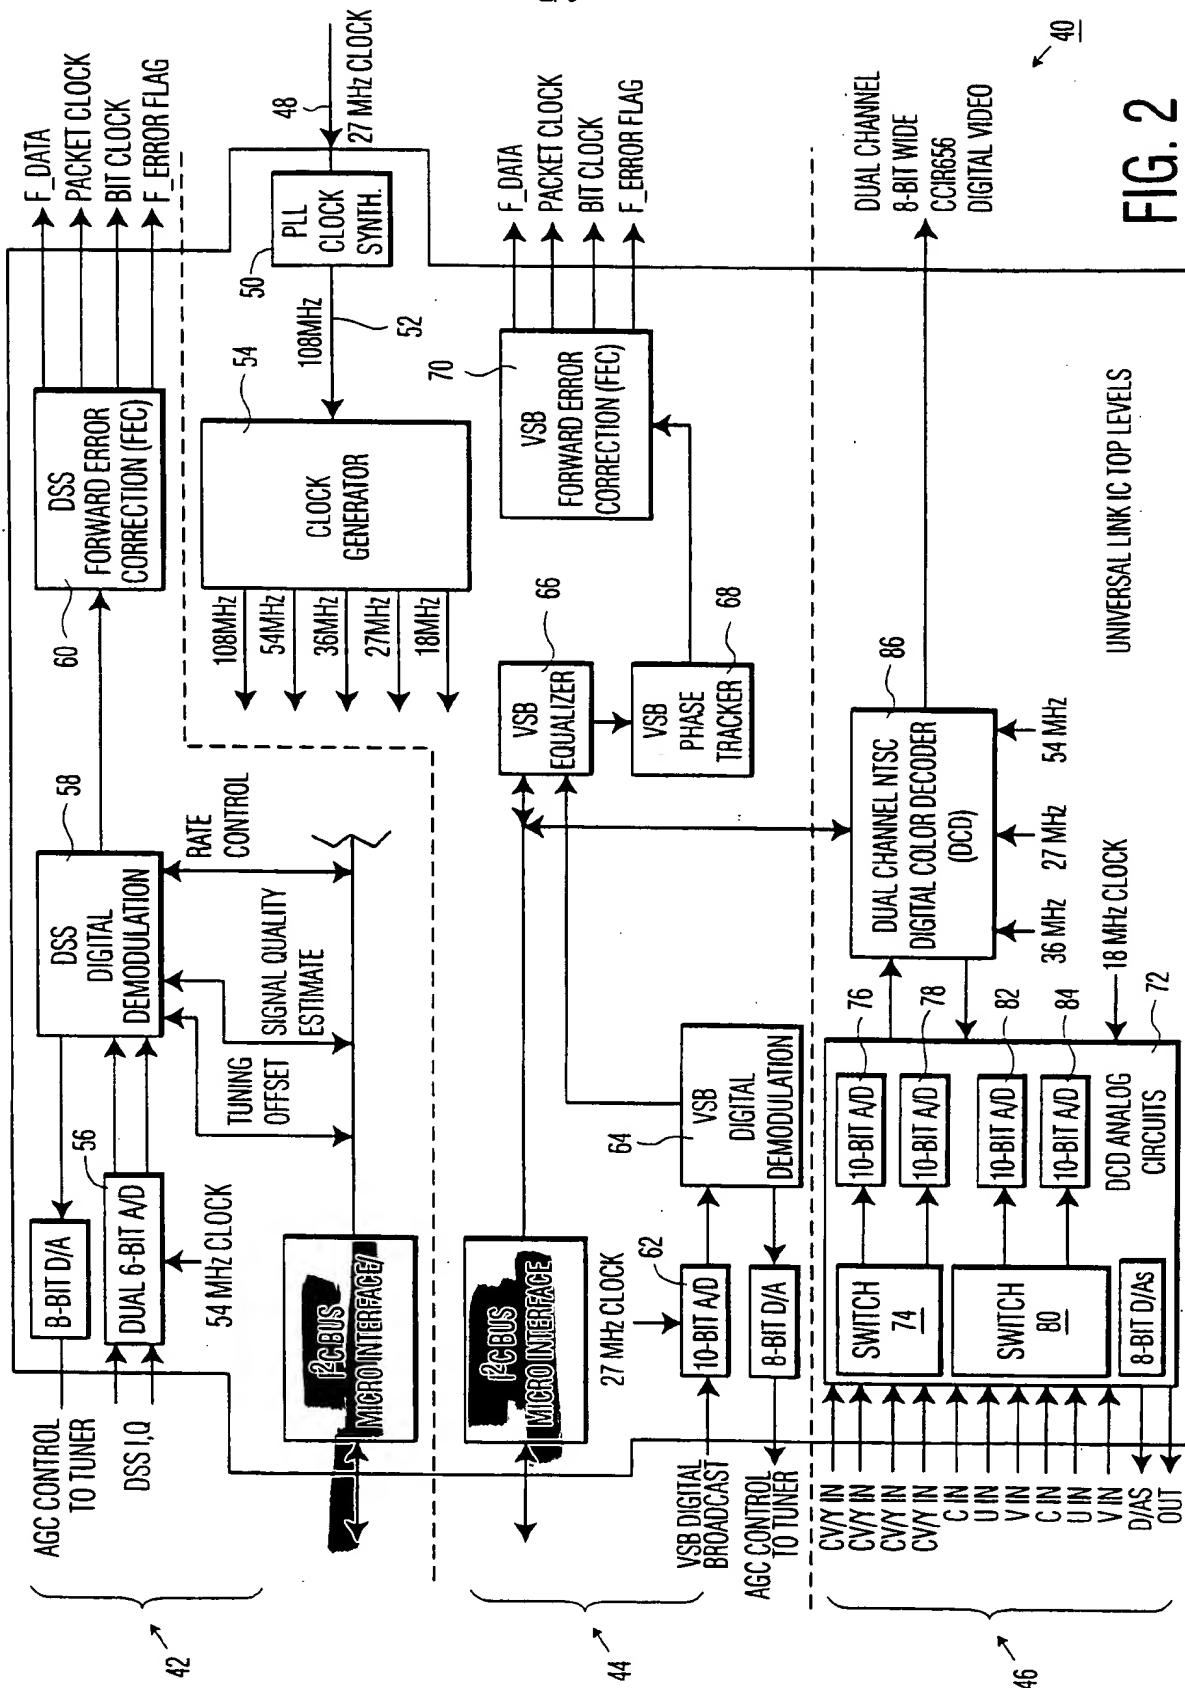 AGC CONTROL
TO TUNER
DSS I,Q
8-BIT D/A
DUAL 6-BIT A/D
56
54 MHz CLOCK
DSS
DIGITAL
DEMODULATION
58
TUNING
OFFSET
SIGNAL QUALITY
ESTIMATE
RATE
CONTROL
I²C BUS
MICRO INTERFACE/
DSS
FORWARD ERROR
CORRECTION (FEC)
60
F_DATA
PACKET CLOCK
BIT CLOCK
F_ERROR FLAG
42
48
27 MHz CLOCK
PLL
CLOCK
SYNTH.
50
108MHz
52
54
CLOCK
GENERATOR
108MHz
54MHz
36MHz
27MHz
18MHz
I²C BUS
MICRO INTERFACE
27 MHz CLOCK
62
10-BIT A/D
8-BIT D/A
VSB DIGITAL
BROADCAST
AGC CONTROL
TO TUNER
64
VSB
DIGITAL
DEMODULATION
VSB
EQUALIZER
66
VSB
PHASE
TRACKER
68
70
VSB
FORWARD ERROR
CORRECTION (FEC)
F_DATA
PACKET CLOCK
BIT CLOCK
F_ERROR FLAG
44
CV/Y IN
CV/Y IN
CV/Y IN
CV/Y IN
C IN
U IN
V IN
C IN
U IN
V IN
D/AS
OUT
SWITCH
74
SWITCH
80
8-BIT D/As
10-BIT A/D
76
10-BIT A/D
78
10-BIT A/D
82
10-BIT A/D
84
DCD ANALOG
CIRCUITS
72
18 MHz CLOCK
DUAL CHANNEL NTSC
DIGITAL COLOR DECODER
(DCD)
86
36 MHz
27 MHz
54 MHz
DUAL CHANNEL
8-BIT WIDE
CCIR656
DIGITAL VIDEO
46
UNIVERSAL LINK IC TOP LEVELS
40
FIG. 2